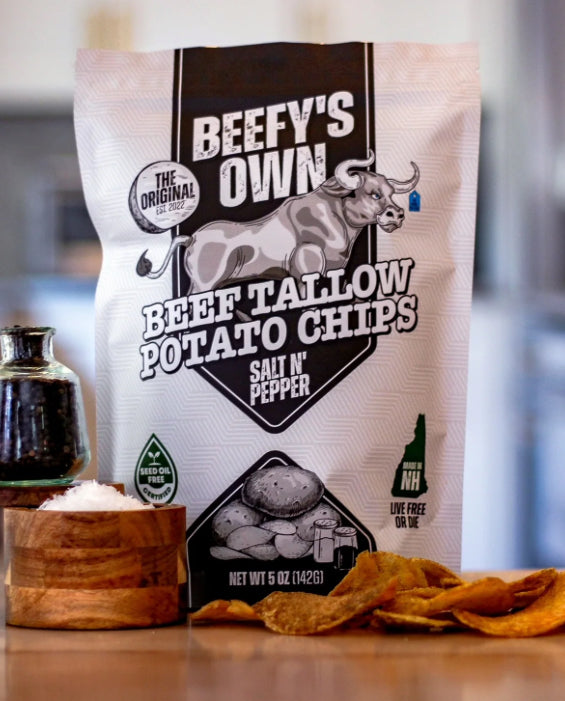 BEEFY'S
OWN
THE
ORIGINAL
EST. 2022
BEEF TALLOW
POTATO CHIPS
SALT N'
PEPPER
SEED OIL
FREE
CERTIFIED
MADE IN
NH
LIVE FREE
OR DIE
NET WT 5 OZ (142G)